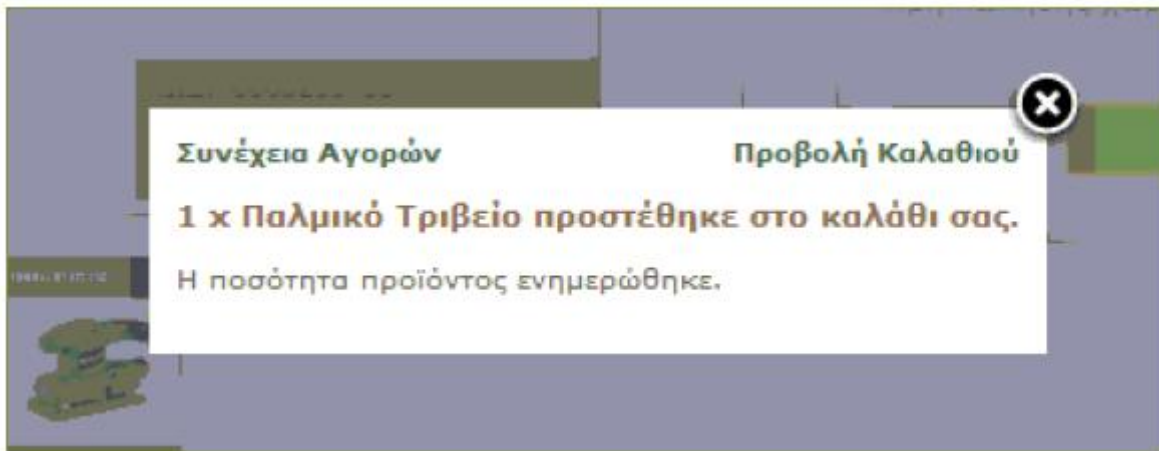 Συνέχεια Αγορών Προβολή Καλαθιού
1 x Παλμικό Τριβείο προστέθηκε στο καλάθι σας.
Η ποσότητα προϊόντος ενημερώθηκε.